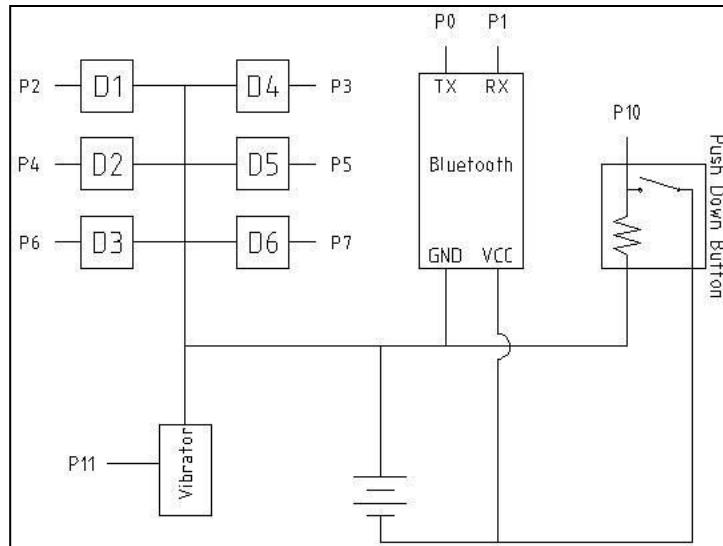 P0 P1
P2 D1 D4 P3
TX RX
P10
P4 D2 D5 P5
Bluetooth
P6 D3 D6 P7
GND VCC
Push Down Button
P11 Vibrator